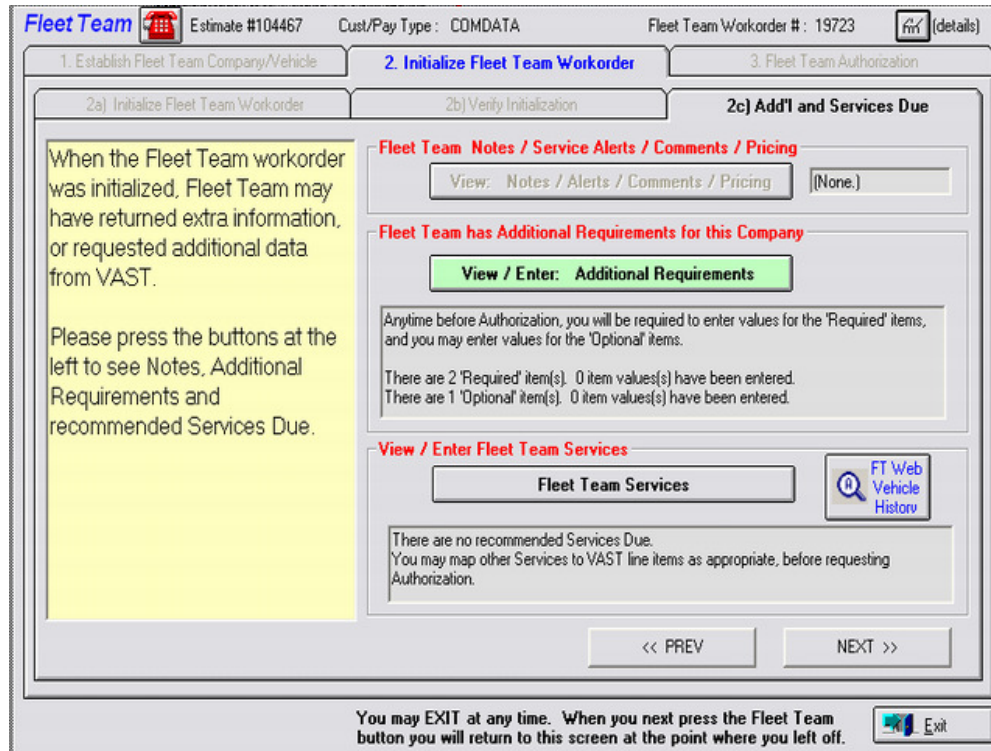 Fleet Team Estimate #104467 Cust/Pay Type : COMDATA Fleet Team Workorder # : 19723 (details)
1. Establish Fleet Team Company/Vehicle 2. Initialize Fleet Team Workorder 3. Fleet Team Authorization
2a) Initialize Fleet Team Workorder 2b) Verify Initialization 2c) Add'l and Services Due
When the Fleet Team workorder
was initialized, Fleet Team may
have returned extra information,
or requested additional data
from VAST.
Please press the buttons at the
left to see Notes, Additional
Requirements and
recommended Services Due.
Fleet Team Notes / Service Alerts / Comments / Pricing
View: Notes / Alerts / Comments / Pricing (None.)
Fleet Team has Additional Requirements for this Company
View / Enter: Additional Requirements
Anytime before Authorization, you will be required to enter values for the 'Required' items,
and you may enter values for the 'Optional' items.
There are 2 'Required' item(s). 0 item values(s) have been entered.
There are 1 'Optional' item(s). 0 item values(s) have been entered.
View / Enter Fleet Team Services
Fleet Team Services
FT Web
Vehicle
History
There are no recommended Services Due.
You may map other Services to VAST line items as appropriate, before requesting
Authorization.
<< PREV NEXT >>
You may EXIT at any time. When you next press the Fleet Team
button you will return to this screen at the point where you left off.
Exit